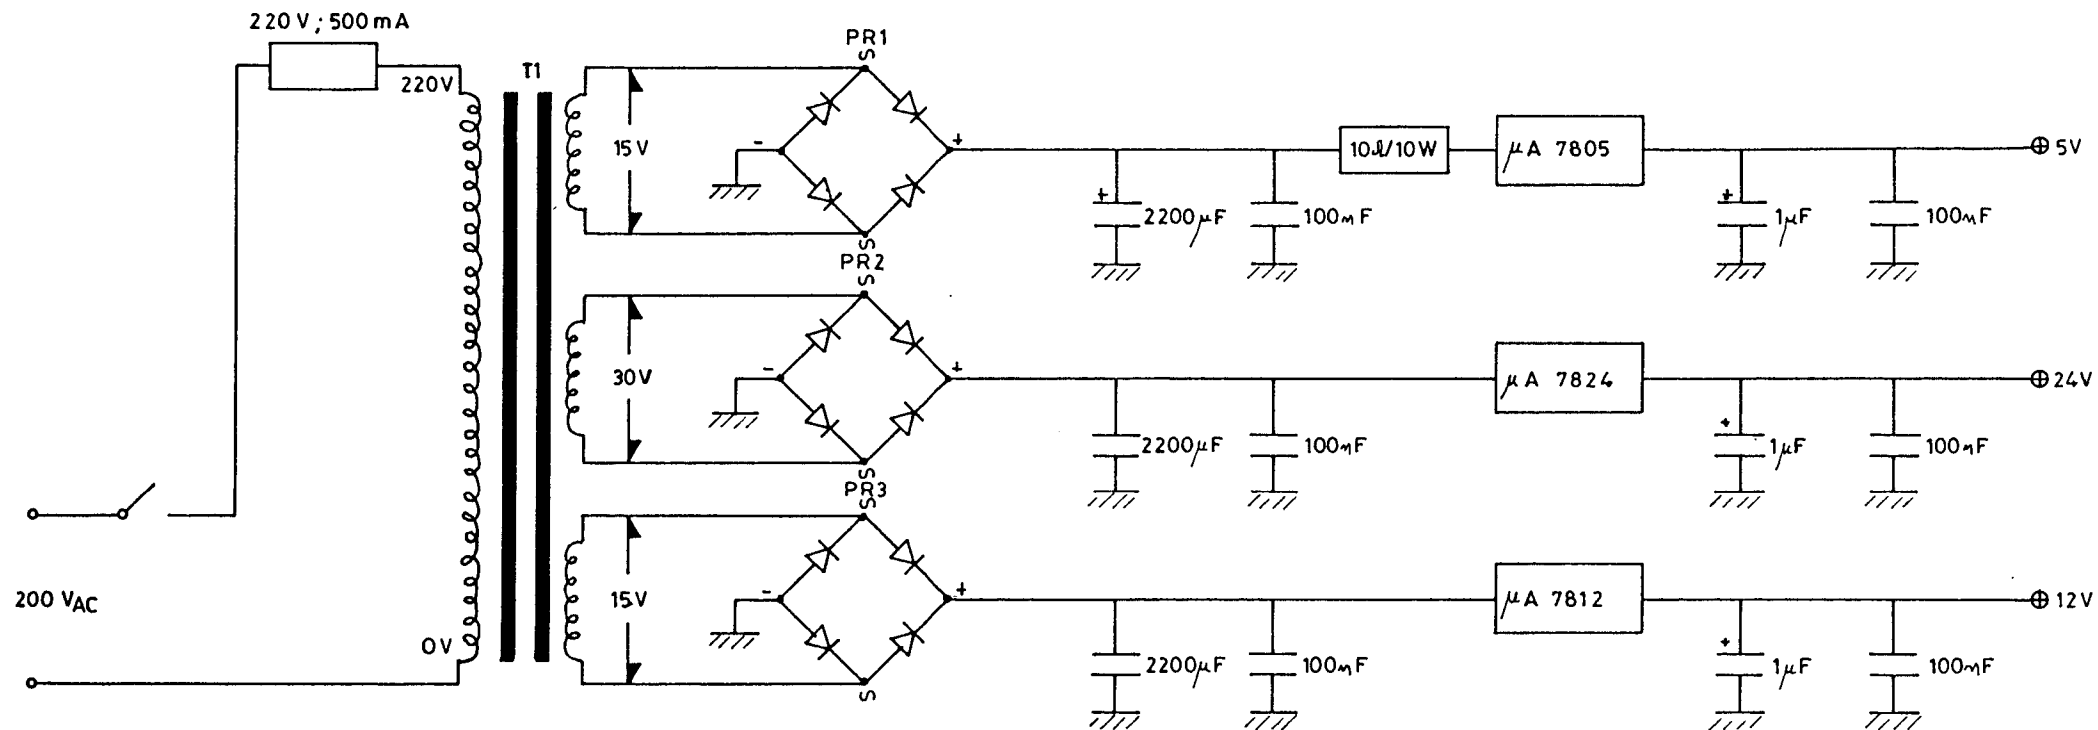 220 V ; 500 mA
220V
T1
0V
200 VAC
PR1
S
15V
-
+
S
+
2200µF
100nF
10Ω/10W
µA 7805
+
1µF
100nF
5V
PR2
S
30V
-
+
S
2200µF
100nF
µA 7824
+
1µF
100nF
24V
PR3
S
15V
-
+
S
2200µF
100nF
µA 7812
+
1µF
100nF
12V